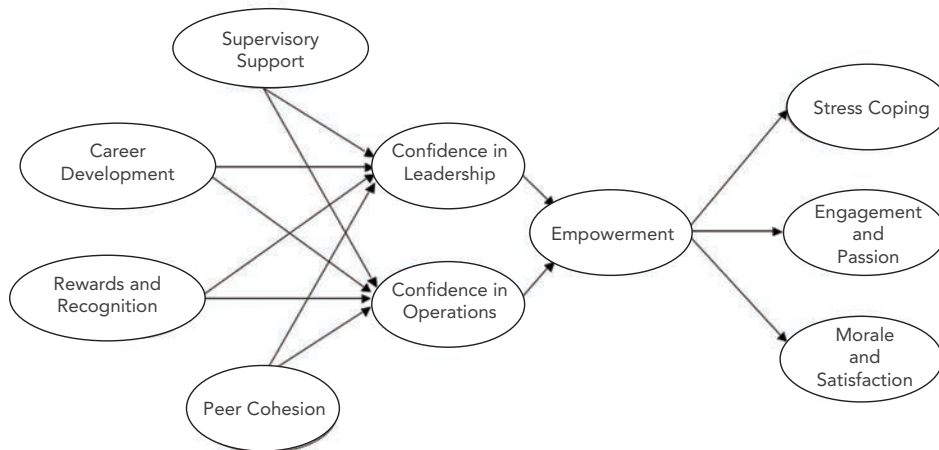 Supervisory
Support
Career
Development
Rewards and
Recognition
Peer Cohesion
Confidence in
Leadership
Confidence in
Operations
Empowerment
Stress Coping
Engagement
and
Passion
Morale
and
Satisfaction